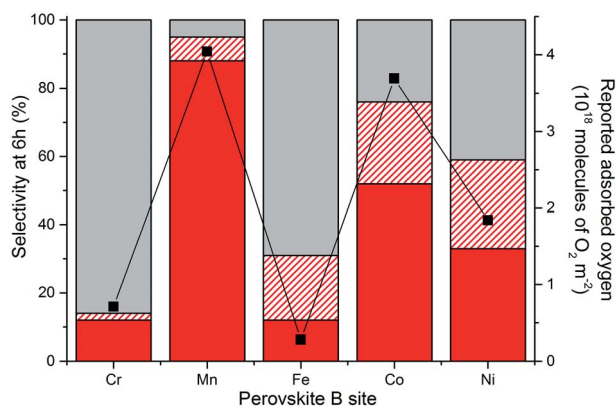 Selectivity at 6h (%)
100
80
60
40
20
0
Cr
Mn
Fe
Co
Ni
Perovskite B site
4
3
2
1
0
Reported adsorbed oxygen
(10¹⁸ molecules of O₂ m⁻²)